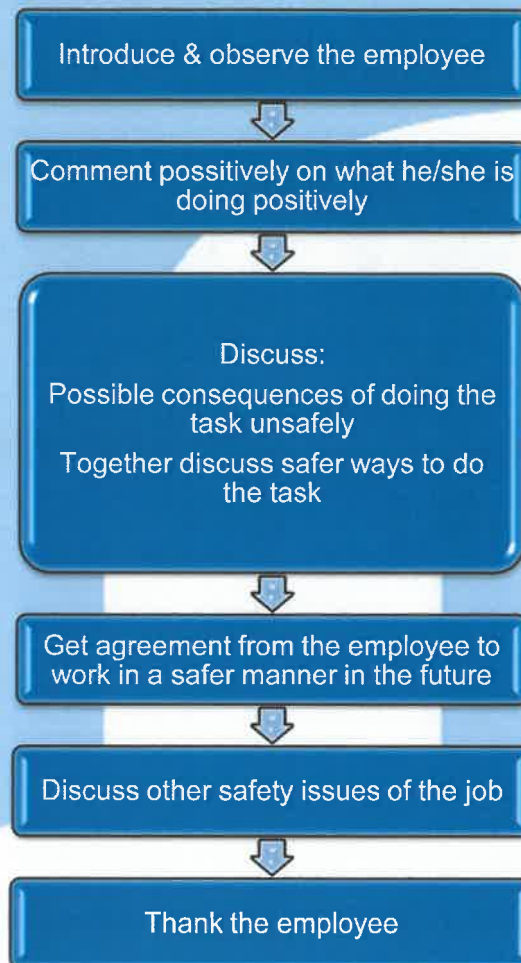 Introduce & observe the employee
Comment possitively on what he/she is
doing positively
Discuss:
Possible consequences of doing the
task unsafely
Together discuss safer ways to do
the task
Get agreement from the employee to
work in a safer manner in the future
Discuss other safety issues of the job
Thank the employee